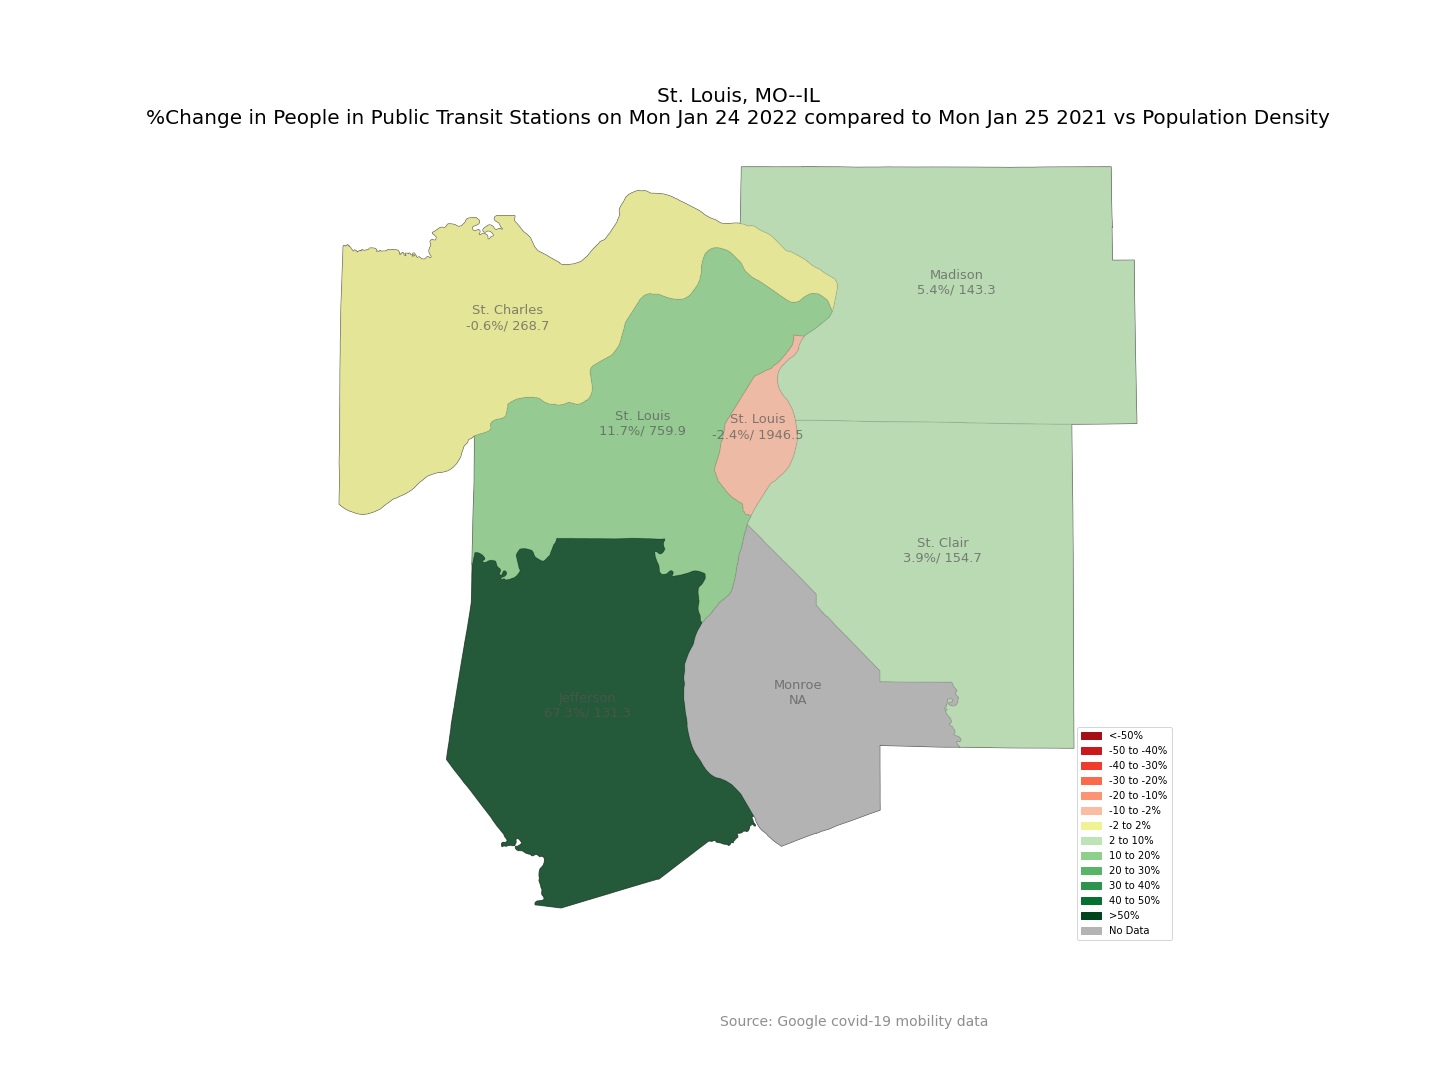 St. Louis, MO--IL
%Change in People in Public Transit Stations on Mon Jan 24 2022 compared to Mon Jan 25 2021 vs Population Density
Madison
5.4%/ 143.3
St. Charles
-0.6%/ 268.7
St. Louis
11.7%/ 759.9
St. Louis
-2.4%/ 1946.5
St. Clair
3.9%/ 154.7
Jefferson
67.3%/ 131.3
Monroe
NA
<-50%
-50 to -40%
-40 to -30%
-30 to -20%
-20 to -10%
-10 to -2%
-2 to 2%
2 to 10%
10 to 20%
20 to 30%
30 to 40%
40 to 50%
>50%
No Data
Source: Google covid-19 mobility data